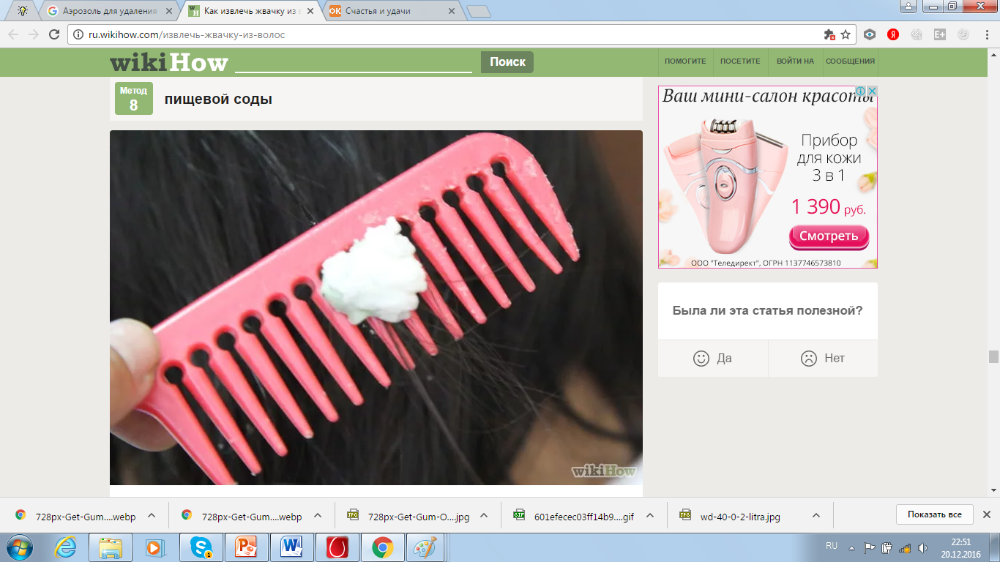 Аэрозоль для удаления
Как извлечь жвачку из
Счастья и удачи
ru.wikihow.com/извлечь-жвачку-из-волос
wikiHow
Поиск
ПОМОГИТЕ
ПОСЕТИТЕ
ВОЙТИ НА
СООБЩЕНИЯ
Метод
8
пищевой соды
Ваш мини-салон красоты
Прибор
для кожи
3 в 1
1 390 руб.
Смотреть
ООО "Теледирект", ОГРН 1137746573810
wikiHow
Была ли эта статья полезной?
Да
Нет
728px-Get-Gum....webp
728px-Get-Gum....webp
728px-Get-Gum-O....jpg
601efecec03ff14b9....gif
wd-40-0-2-litra.jpg
Показать все
RU
22:51
20.12.2016